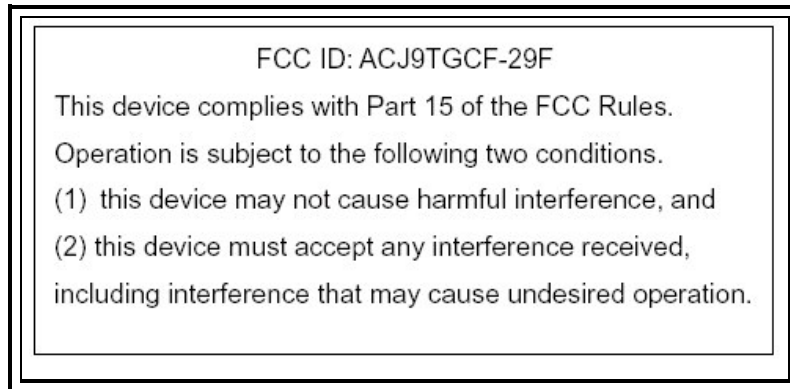 FCC ID: ACJ9TGCF-29F
This device complies with Part 15 of the FCC Rules.
Operation is subject to the following two conditions.
(1) this device may not cause harmful interference, and
(2) this device must accept any interference received,
including interference that may cause undesired operation.